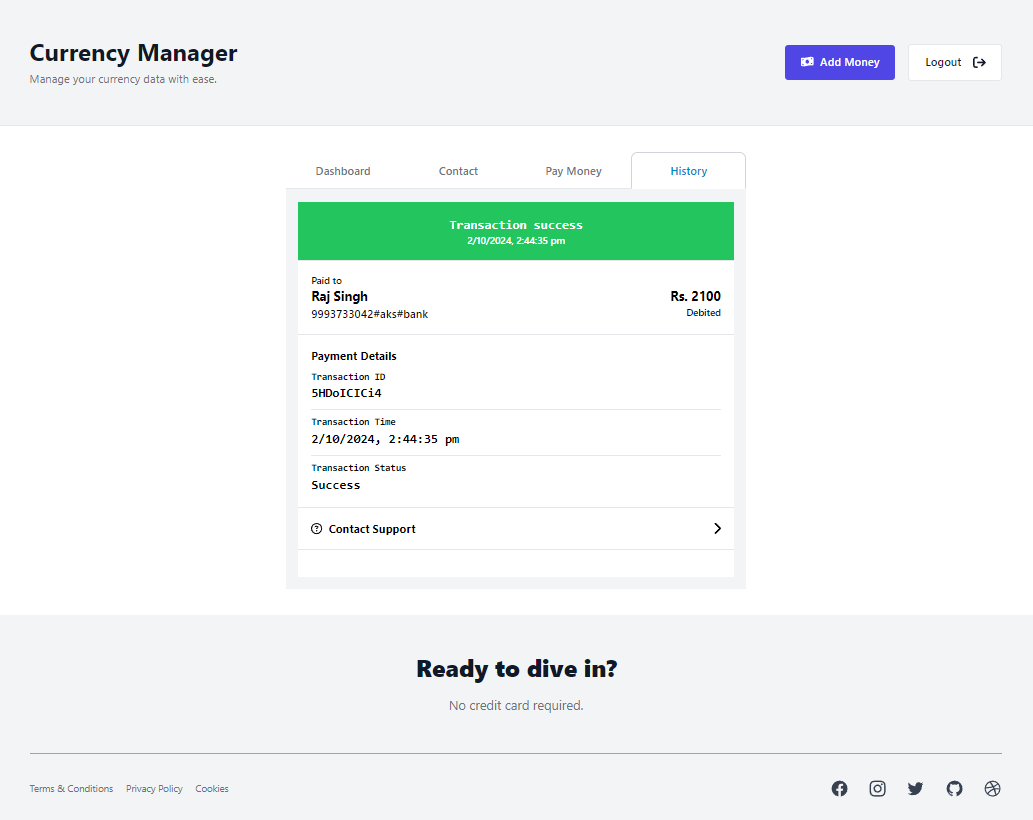 Currency Manager
Manage your currency data with ease.
Add Money
Logout
Dashboard
Contact
Pay Money
History
Transaction success
2/10/2024, 2:44:35 pm
Paid to
Raj Singh
Rs. 2100
9993733042#aks#bank
Debited
Payment Details
Transaction ID
5HDoICICi4
Transaction Time
2/10/2024, 2:44:35 pm
Transaction Status
Success
Contact Support
Ready to dive in?
No credit card required.
Terms & Conditions
Privacy Policy
Cookies